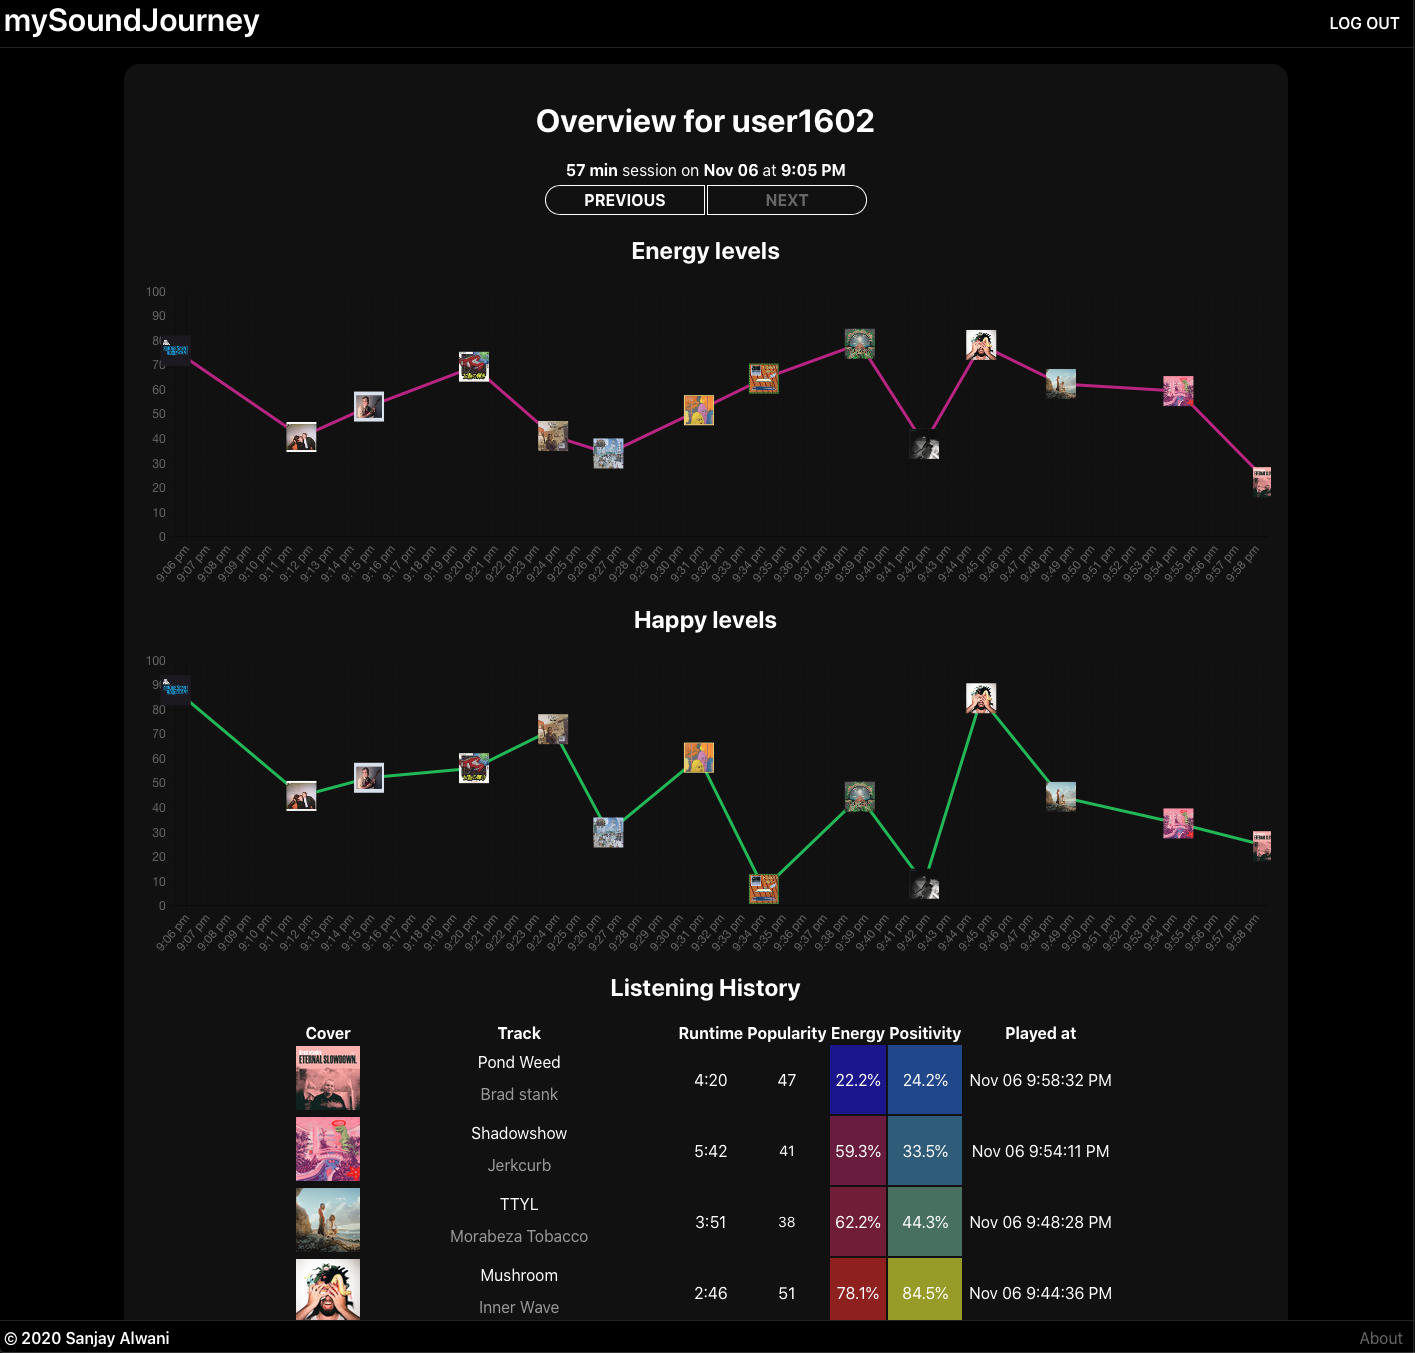 mySoundJourney
LOG OUT
Overview for user1602
57 min session on Nov 06 at 9:05 PM
PREVIOUS
NEXT
Energy levels
100
90
80
70
60
50
40
30
20
10
0
9:06 pm 9:07 pm 9:08 pm 9:09 pm 9:10 pm 9:11 pm 9:12 pm 9:13 pm 9:14 pm 9:15 pm 9:16 pm 9:17 pm 9:18 pm 9:19 pm 9:20 pm 9:21 pm 9:22 pm 9:23 pm 9:24 pm 9:25 pm 9:26 pm 9:27 pm 9:28 pm 9:29 pm 9:30 pm 9:31 pm 9:32 pm 9:33 pm 9:34 pm 9:35 pm 9:36 pm 9:37 pm 9:38 pm 9:39 pm 9:40 pm 9:41 pm 9:42 pm 9:43 pm 9:44 pm 9:45 pm 9:46 pm 9:47 pm 9:48 pm 9:49 pm 9:50 pm 9:51 pm 9:52 pm 9:53 pm 9:54 pm 9:55 pm 9:56 pm 9:57 pm 9:58 pm
Happy levels
100
90
80
70
60
50
40
30
20
10
0
9:06 pm 9:07 pm 9:08 pm 9:09 pm 9:10 pm 9:11 pm 9:12 pm 9:13 pm 9:14 pm 9:15 pm 9:16 pm 9:17 pm 9:18 pm 9:19 pm 9:20 pm 9:21 pm 9:22 pm 9:23 pm 9:24 pm 9:25 pm 9:26 pm 9:27 pm 9:28 pm 9:29 pm 9:30 pm 9:31 pm 9:32 pm 9:33 pm 9:34 pm 9:35 pm 9:36 pm 9:37 pm 9:38 pm 9:39 pm 9:40 pm 9:41 pm 9:42 pm 9:43 pm 9:44 pm 9:45 pm 9:46 pm 9:47 pm 9:48 pm 9:49 pm 9:50 pm 9:51 pm 9:52 pm 9:53 pm 9:54 pm 9:55 pm 9:56 pm 9:57 pm 9:58 pm
Listening History
Cover Track Runtime Popularity Energy Positivity Played at
ETERNAL SLOWDOWN.
Pond Weed
Brad stank
4:20 47 22.2% 24.2% Nov 06 9:58:32 PM
Shadowshow
Jerkcurb
5:42 41 59.3% 33.5% Nov 06 9:54:11 PM
TTYL
Morabeza Tobacco
3:51 38 62.2% 44.3% Nov 06 9:48:28 PM
Mushroom
Inner Wave
2:46 51 78.1% 84.5% Nov 06 9:44:36 PM
© 2020 Sanjay Alwani
About